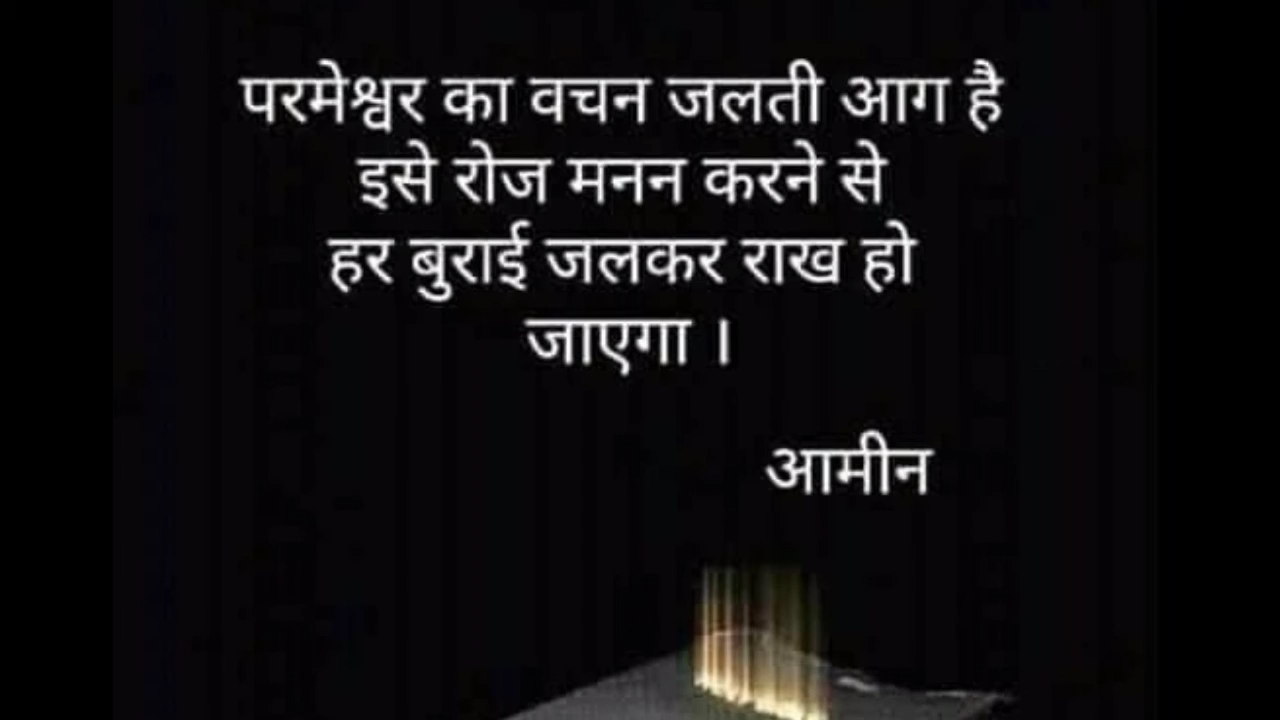 परमेश्वर का वचन जलती आग है
इसे रोज मनन करने से
हर बुराई जलकर राख हो
जाएगा ।
आमीन